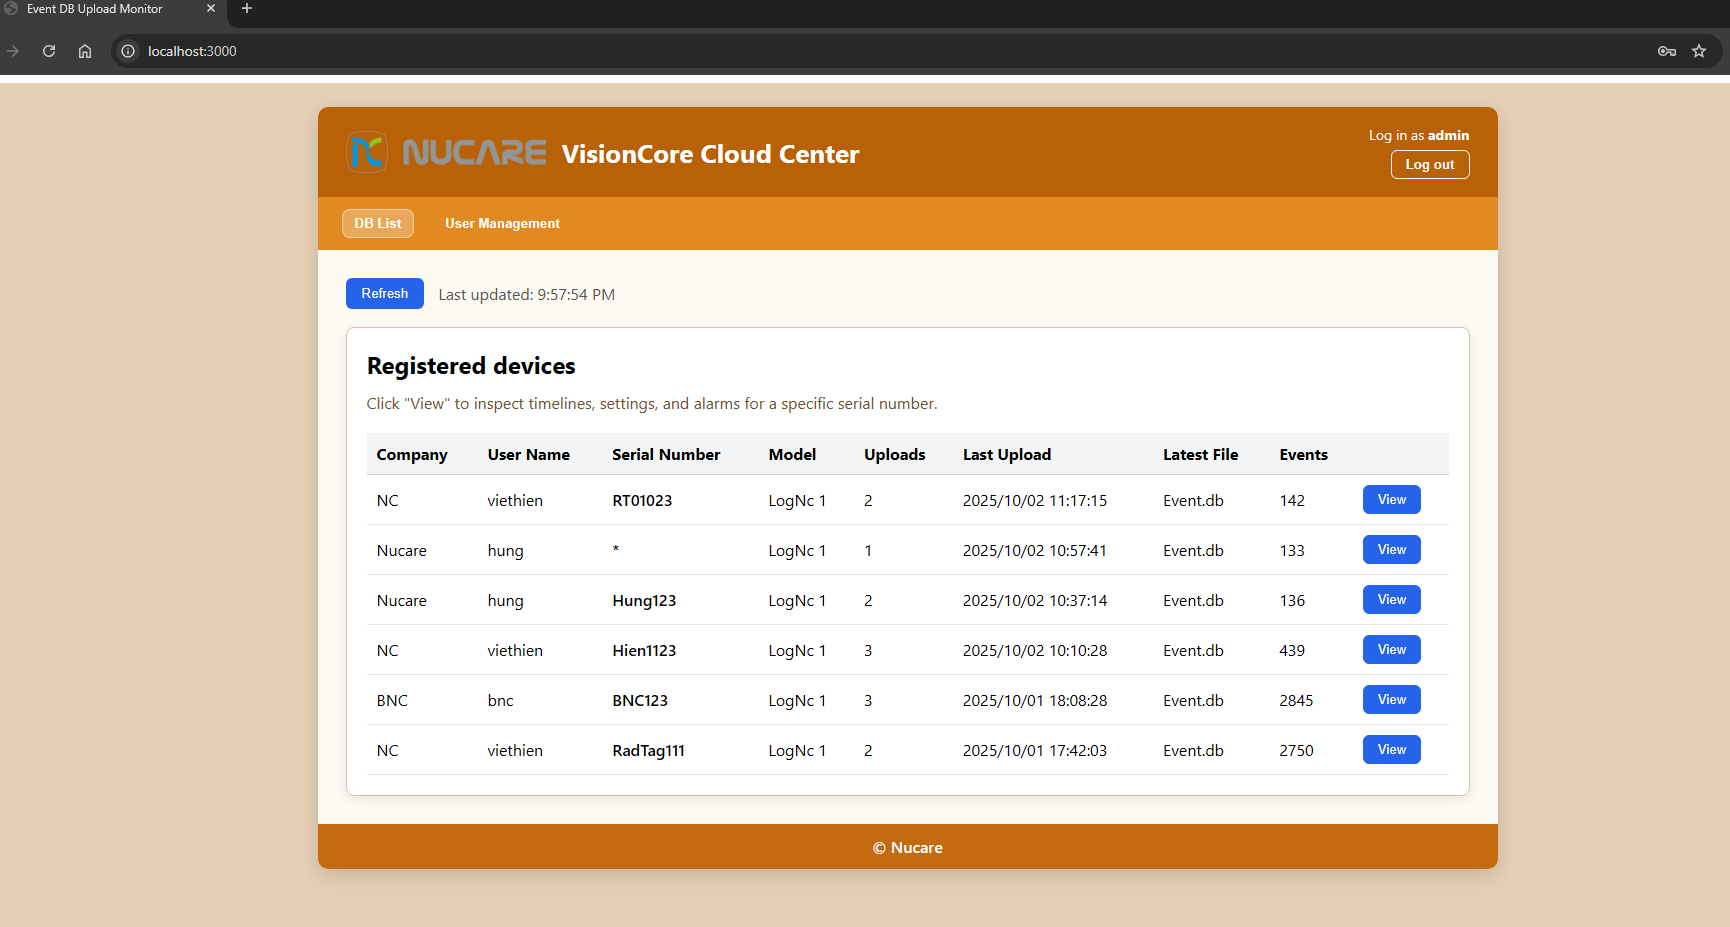 Event DB Upload Monitor
localhost:3000
NUCARE VisionCore Cloud Center
Log in as admin
Log out
DB List User Management
Refresh Last updated: 9:57:54 PM
Registered devices
Click "View" to inspect timelines, settings, and alarms for a specific serial number.
Company User Name Serial Number Model Uploads Last Upload Latest File Events
NC viethien RT01023 LogNc 1 2 2025/10/02 11:17:15 Event.db 142 View
Nucare hung * LogNc 1 1 2025/10/02 10:57:41 Event.db 133 View
Nucare hung Hung123 LogNc 1 2 2025/10/02 10:37:14 Event.db 136 View
NC viethien Hien1123 LogNc 1 3 2025/10/02 10:10:28 Event.db 439 View
BNC bnc BNC123 LogNc 1 3 2025/10/01 18:08:28 Event.db 2845 View
NC viethien RadTag111 LogNc 1 2 2025/10/01 17:42:03 Event.db 2750 View
© Nucare